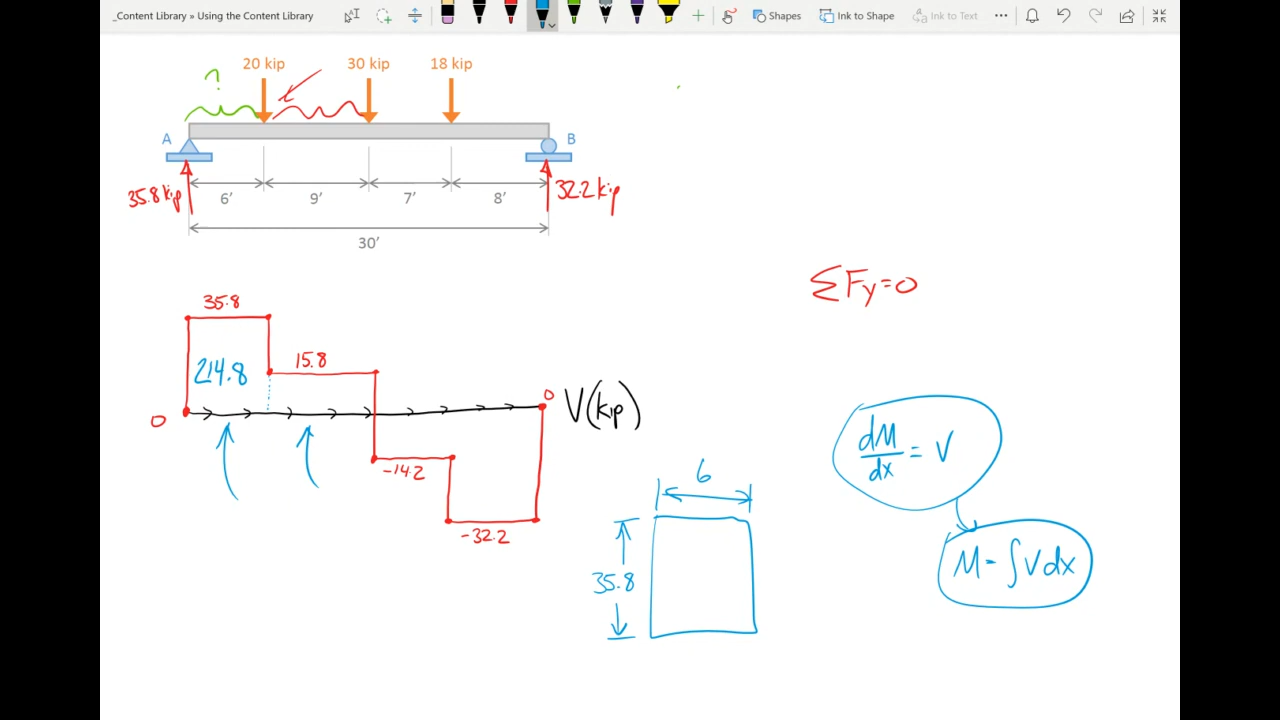 _Content Library » Using the Content Library
Shapes
Ink to Shape
Ink to Text
?
20 kip
30 kip
18 kip
A
B
35.8 kip
32.2 kip
6'
9'
7'
8'
30'
ΣFy=0
35.8
214.8
15.8
0
0
V(kip)
-14.2
-32.2
6
35.8
dM/dx = V
M = ∫Vdx